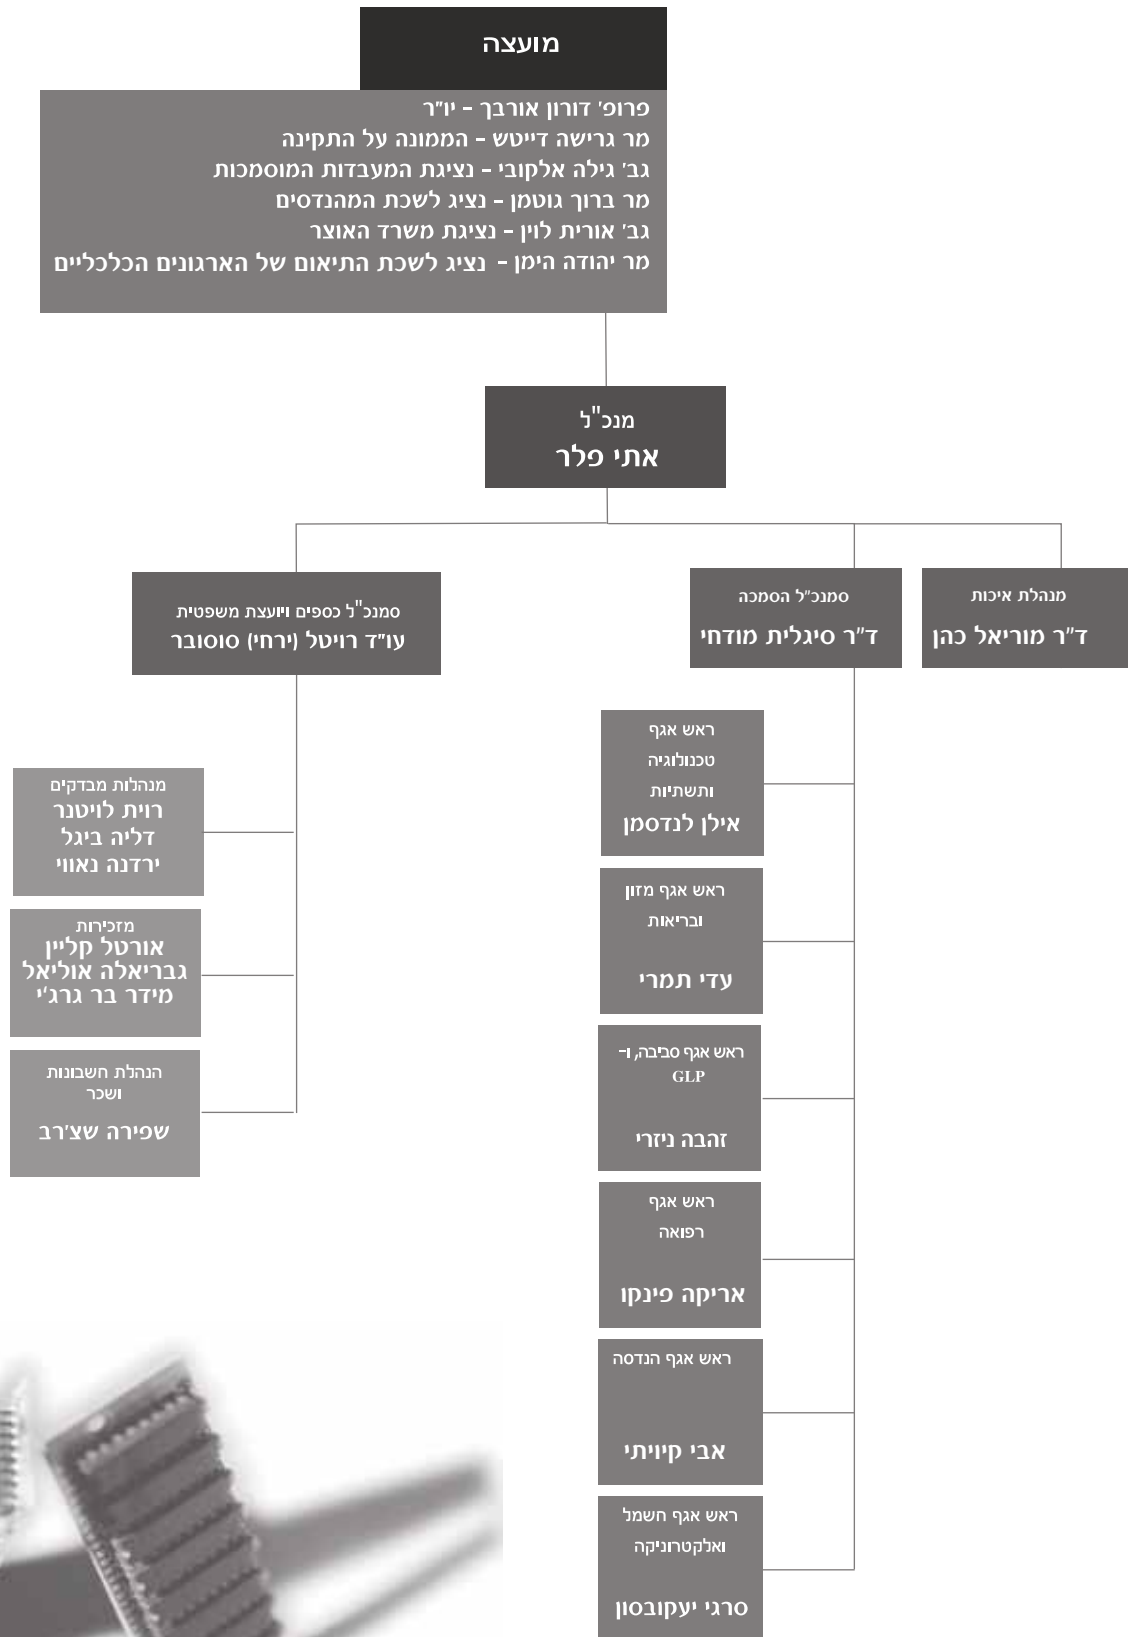 מועצה
פרופ' דורון אורבך - יו"ר
מר גרישה דייטש - הממונה על התקינה
גב' גילה אלקובי - נציגת המעבדות המוסמכות
מר ברוך גוטמן - נציג לשכת המהנדסים
גב' אורית לוין - נציגת משרד האוצר
מר יהודה הימן - נציג לשכת התיאום של הארגונים הכלכליים
מנכ"ל
אתי פלר
מנהלת איכות
ד"ר מוריאל כהן
סמנכ"ל הסמכה
ד"ר סיגלית מודחי
סמנכ"ל כספים ויועצת משפטית
עו"ד רויטל (ירחי) סוסובר
ראש אגף
טכנולוגיה
ותשתיות
אילן לנדסמן
ראש אגף מזון
ובריאות
עדי תמרי
ראש אגף סביבה, ו-
GLP
זהבה ניזרי
ראש אגף
רפואה
אריקה פינקו
ראש אגף הנדסה
אבי קיויתי
ראש אגף חשמל
ואלקטרוניקה
סרגי יעקובסון
מנהלות מבדקים
רוית לויטנר
דליה ביגל
ירדנה נאווי
מזכירות
אורטל קליין
גבריאלה אוליאל
מידר בר גרג'י
הנהלת חשבונות
ושכר
שפירה שצ'רב